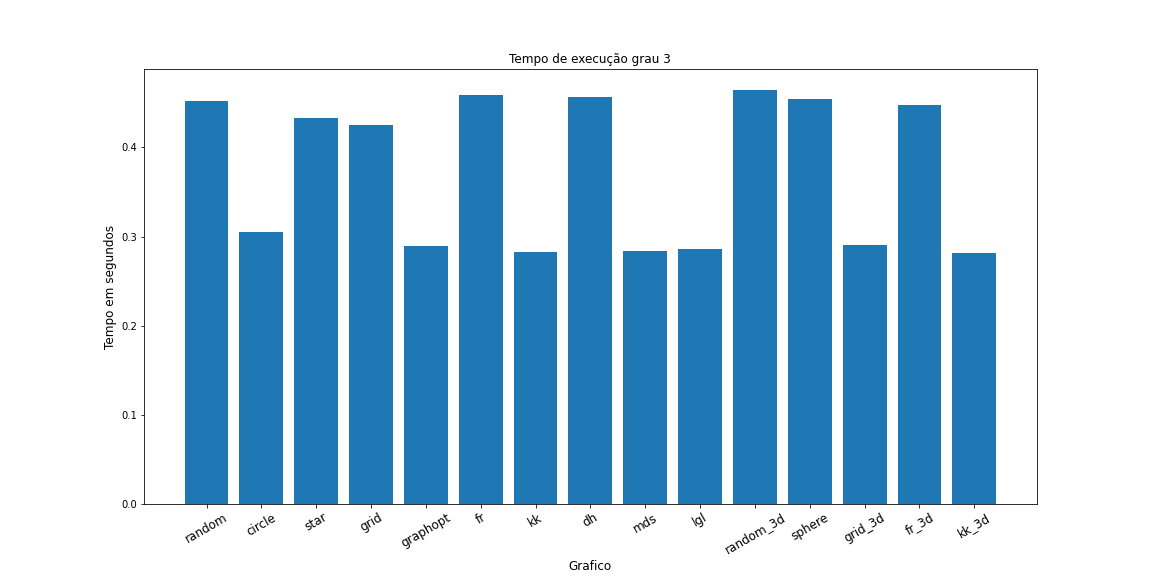 Tempo de execução grau 3
Tempo em segundos
0.4
0.3
0.2
0.1
0.0
random
circle
star
grid
graphopt
fr
kk
dh
mds
lgl
random_3d
sphere
grid_3d
fr_3d
kk_3d
Grafico